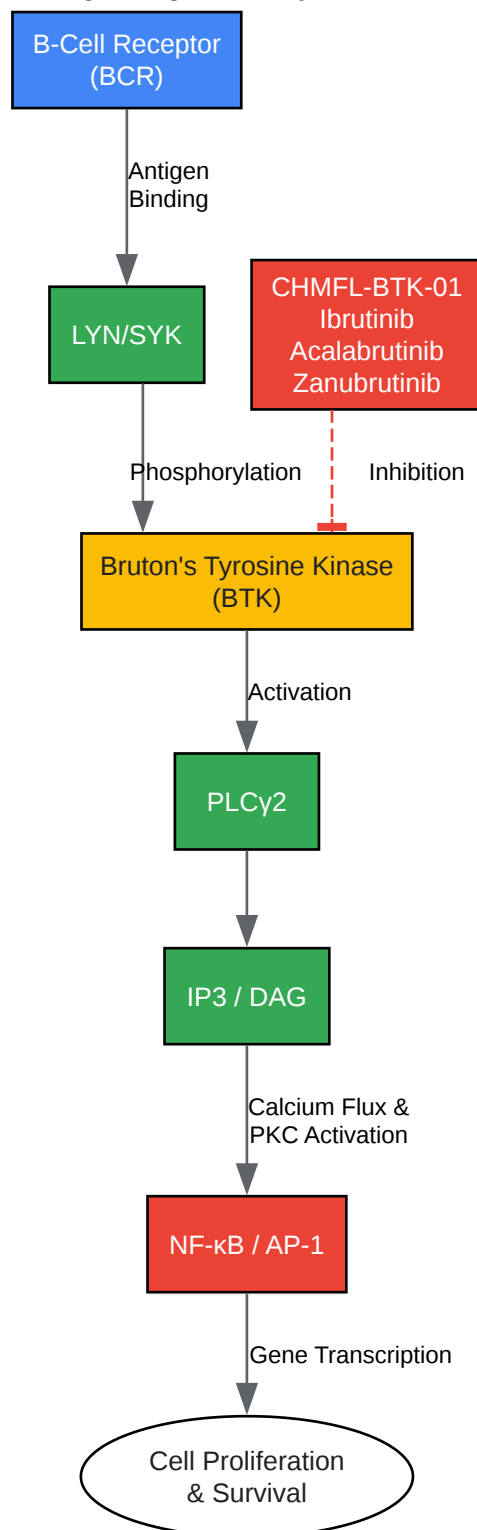 B-Cell Receptor
(BCR)
Antigen
Binding
LYN/SYK
CHMFL-BTK-01
Ibrutinib
Acalabrutinib
Zanubrutinib
Phosphorylation
Inhibition
Bruton's Tyrosine Kinase
(BTK)
Activation
PLCγ2
IP3 / DAG
Calcium Flux &
PKC Activation
NF-κB / AP-1
Gene Transcription
Cell Proliferation
& Survival